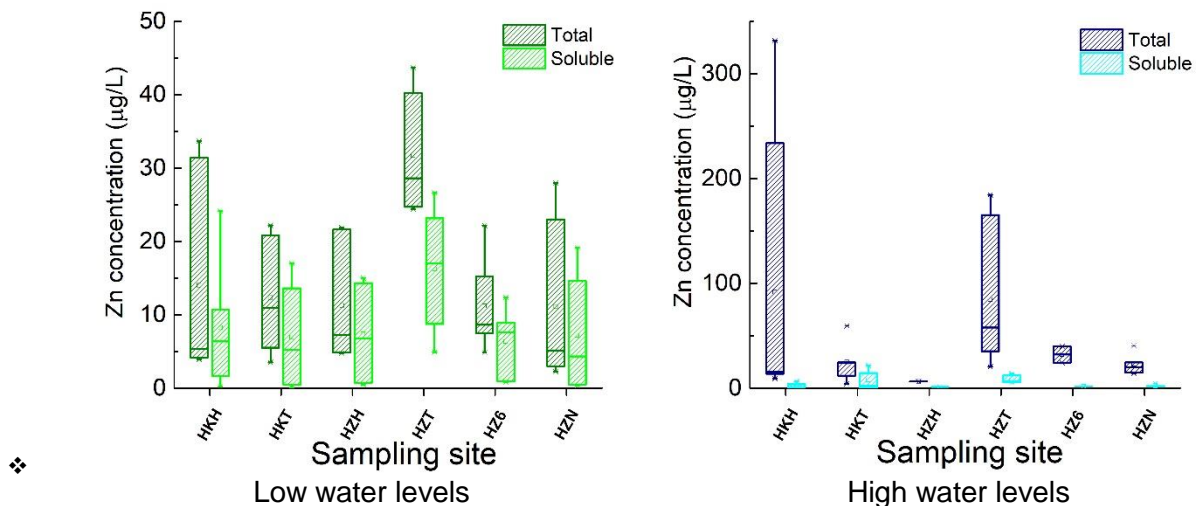 50
40
30
20
10
0
Zn concentration (µg/L)
Total
Soluble
HKH HKT HZH HZT HZ6 HZN
Sampling site
Low water levels
300
200
100
0
Zn concentration (µg/L)
Total
Soluble
HKH HKT HZH HZT HZ6 HZN
Sampling site
High water levels